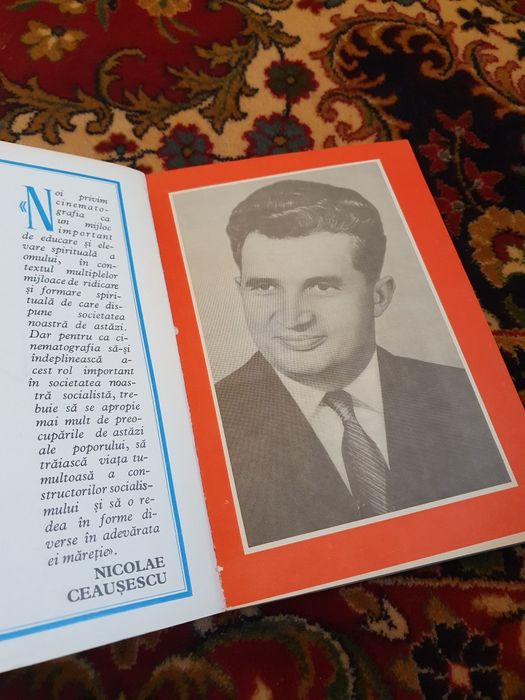 «Noi privim
cinemato-
grafia ca
un mijloc
important
de educare și ele-
vare spirituală a
omului, în con-
textul multiplelor
mijloace de ridicare
și formare spiri-
tuală de care dis-
pune societatea
noastră de astăzi.
Dar pentru ca ci-
nematografia să-și
îndeplinească a-
cest rol important
în societatea noas-
tră socialistă, tre-
buie să se apropie
mai mult de preo-
cupările de astăzi
ale poporului, să
trăiască viața tu-
multoasă a con-
structorilor socialis-
mului și să o re-
dea în forme di-
verse în adevărata
ei măreție».
NICOLAE
CEAUȘESCU